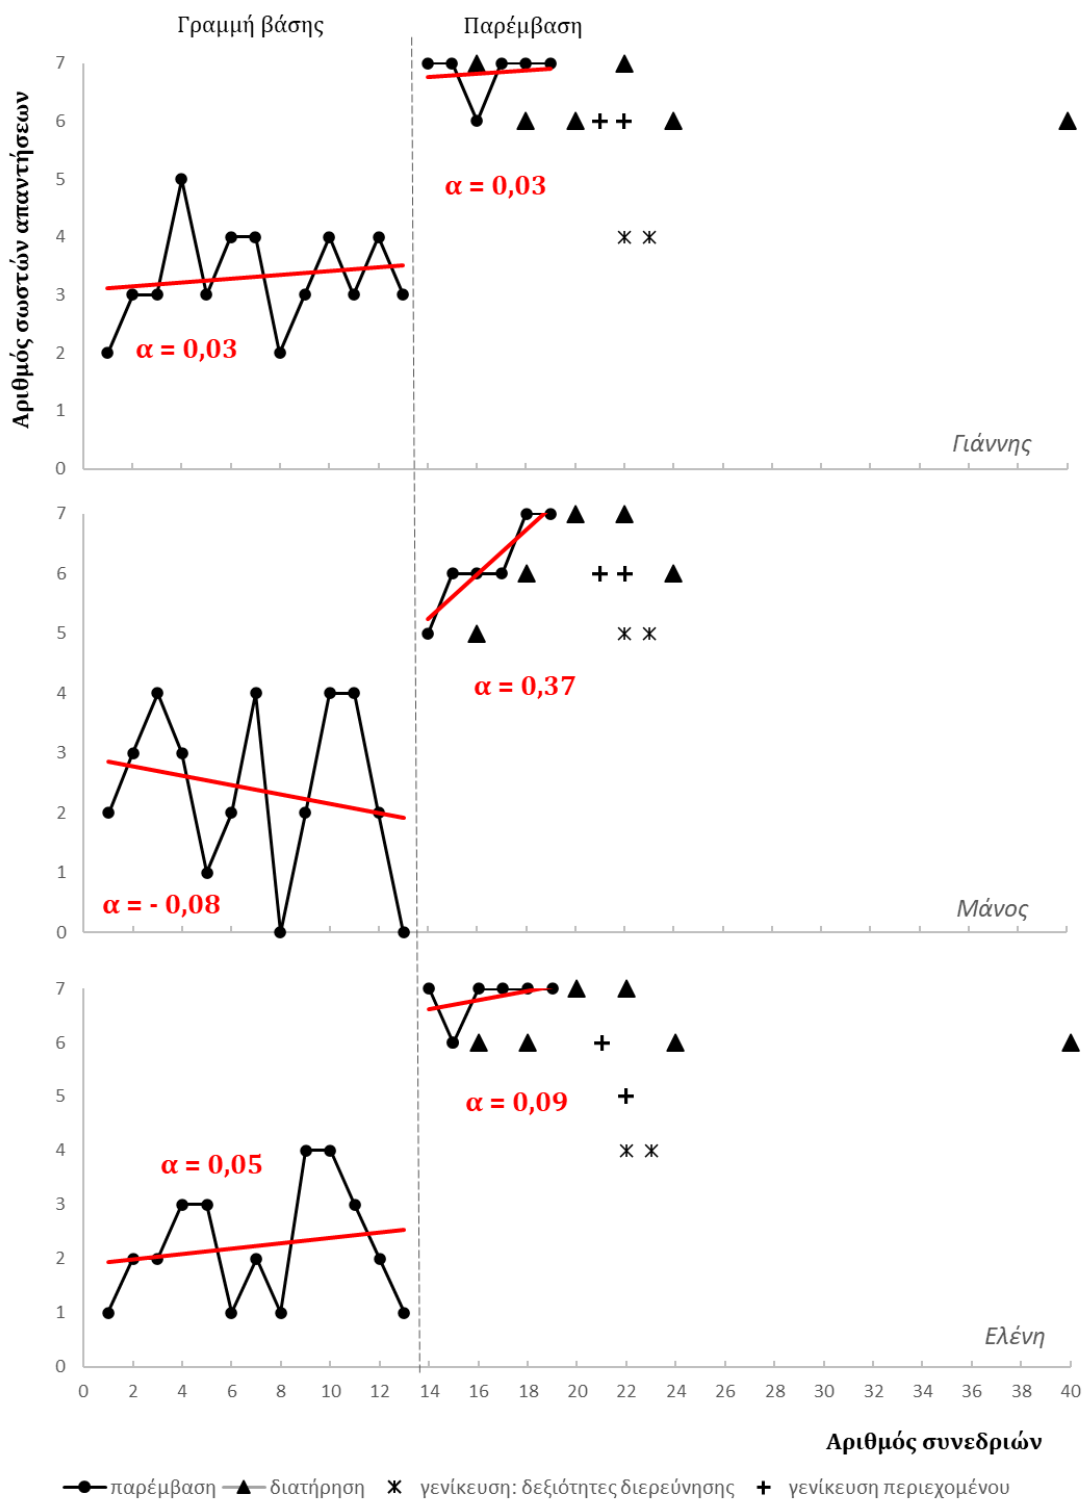 Γραμμή βάσης Παρέμβαση
Αριθμός σωστών απαντήσεων
7
6
5
4
3
2
1
0
α = 0,03
α = 0,03
Γιάννης
7
6
5
4
3
2
1
0
α = 0,37
α = - 0,08
Μάνος
7
6
5
4
3
2
1
0
α = 0,09
α = 0,05
Ελένη
0 2 4 6 8 10 12 14 16 18 20 22 24 26 28 30 32 34 36 38 40
Αριθμός συνεδριών
παρέμβαση διατήρηση γενίκευση: δεξιότητες διερεύνησης γενίκευση περιεχομένου